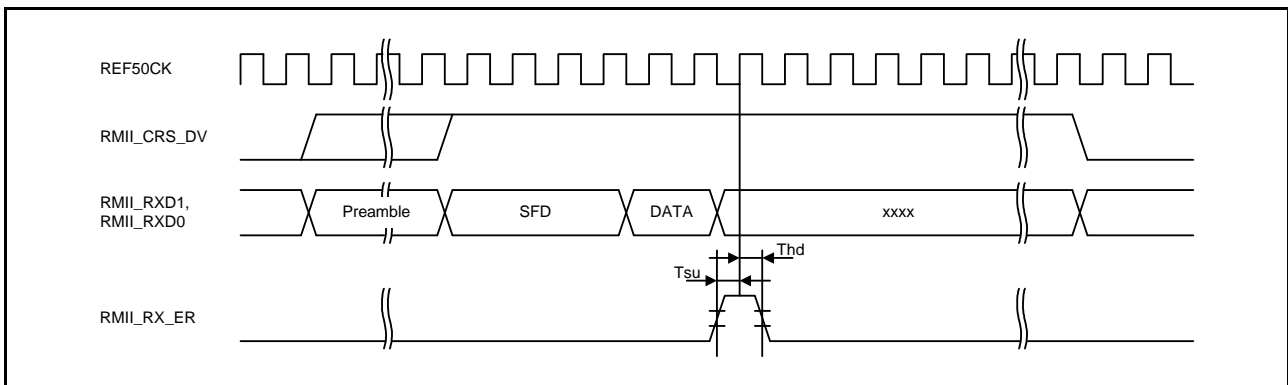 REF50CK
RMII_CRS_DV
RMII_RXD1,
RMII_RXD0
Preamble
SFD
DATA
xxxx
Thd
Tsu
RMII_RX_ER